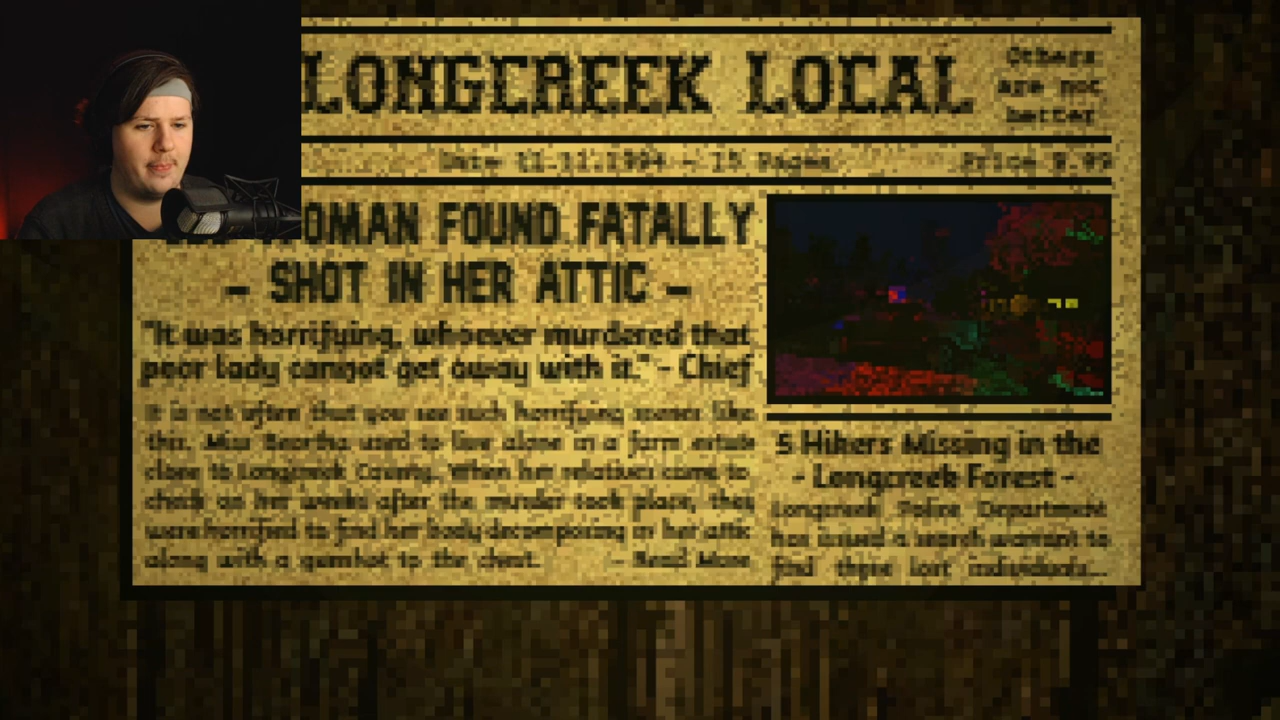 LONGCREEK LOCAL
Others
are not
better
Date 11.11.1994 - 15 Pages
Price 9.99
WOMAN FOUND FATALLY
- SHOT IN HER ATTIC -
"It was horrifying, whoever murdered that
poor lady cannot get away with it." - Chief
It is not often that you see such horrifying scenes like
this. Miss Beartha used to live alone in a farm estate
close to Longcreek County. When her relatives came to
check on her weeks after the murder took place, they
were horrified to find her body decomposing in her attic
along with a gunshot to the chest. - Read More
5 Hikers Missing in the
- Longcreek Forest -
Longcreek Police Department
has issued a search warrant to
find these lost individuals...